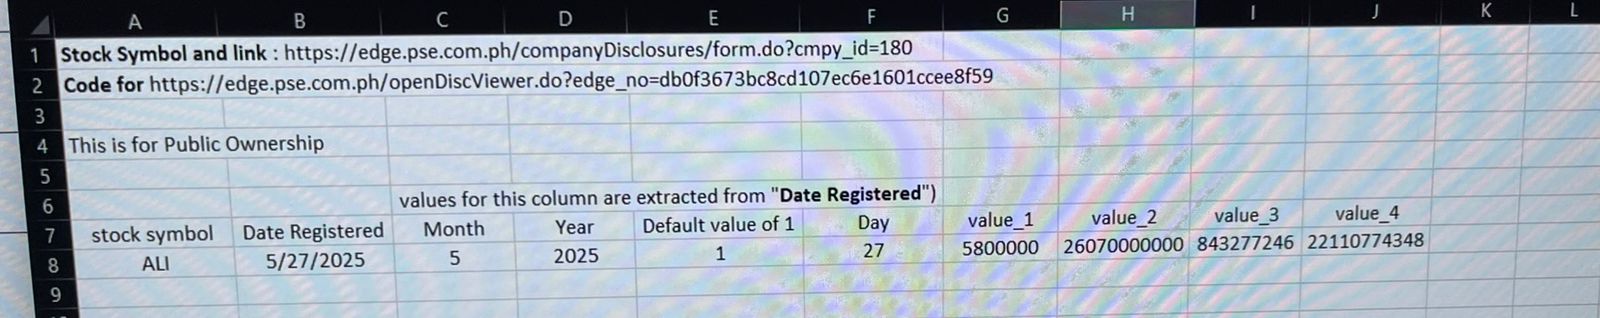 A B C D E F G H I J K L
1 Stock Symbol and link : https://edge.pse.com.ph/companyDisclosures/form.do?cmpy_id=180
2 Code for https://edge.pse.com.ph/openDiscViewer.do?edge_no=db0f3673bc8cd107ec6e1601ccee8f59
3
4 This is for Public Ownership
5
6 values for this column are extracted from "Date Registered")
7 stock symbol Date Registered Month Year Default value of 1 Day value_1 value_2 value_3 value_4
8 ALI 5/27/2025 5 2025 1 27 5800000 26070000000 843277246 22110774348
9